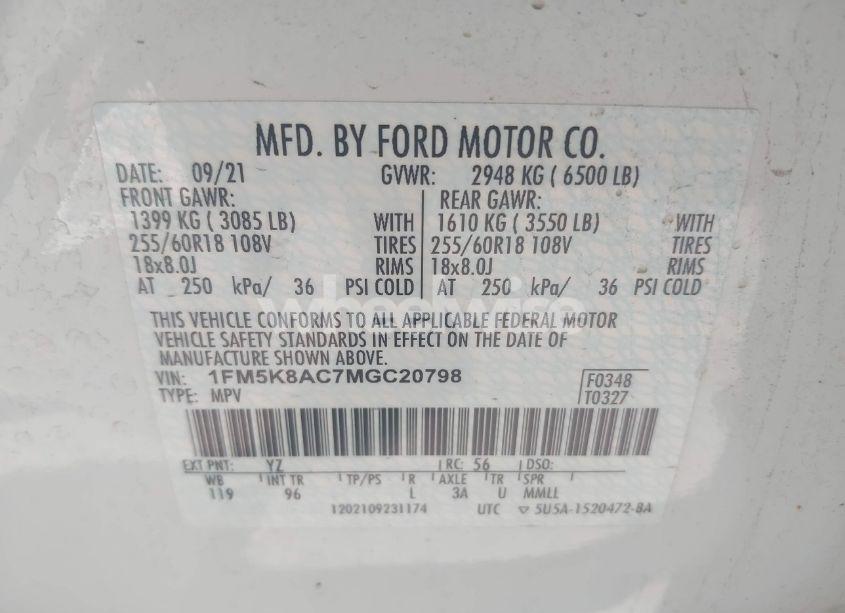 MFD. BY FORD MOTOR CO.
DATE: 09/21 GVWR: 2948 KG ( 6500 LB)
FRONT GAWR: REAR GAWR:
1399 KG ( 3085 LB) WITH 1610 KG ( 3550 LB) WITH
255/60R18 108V TIRES 255/60R18 108V TIRES
18x8.0J RIMS 18x8.0J RIMS
AT 250 kPa/ 36 PSI COLD AT 250 kPa/ 36 PSI COLD
THIS VEHICLE CONFORMS TO ALL APPLICABLE FEDERAL MOTOR
VEHICLE SAFETY STANDARDS IN EFFECT ON THE DATE OF
MANUFACTURE SHOWN ABOVE.
VIN: 1FM5K8AC7MGC20798 F0348
TYPE: MPV T0327
EXT PNT: YZ RC: 56 DSO:
WB INT TR TP/PS R AXLE TR SPR
119 96 L 3A U MMLL
1202109231174 UTC ▽ 5U5A-1520472-BA